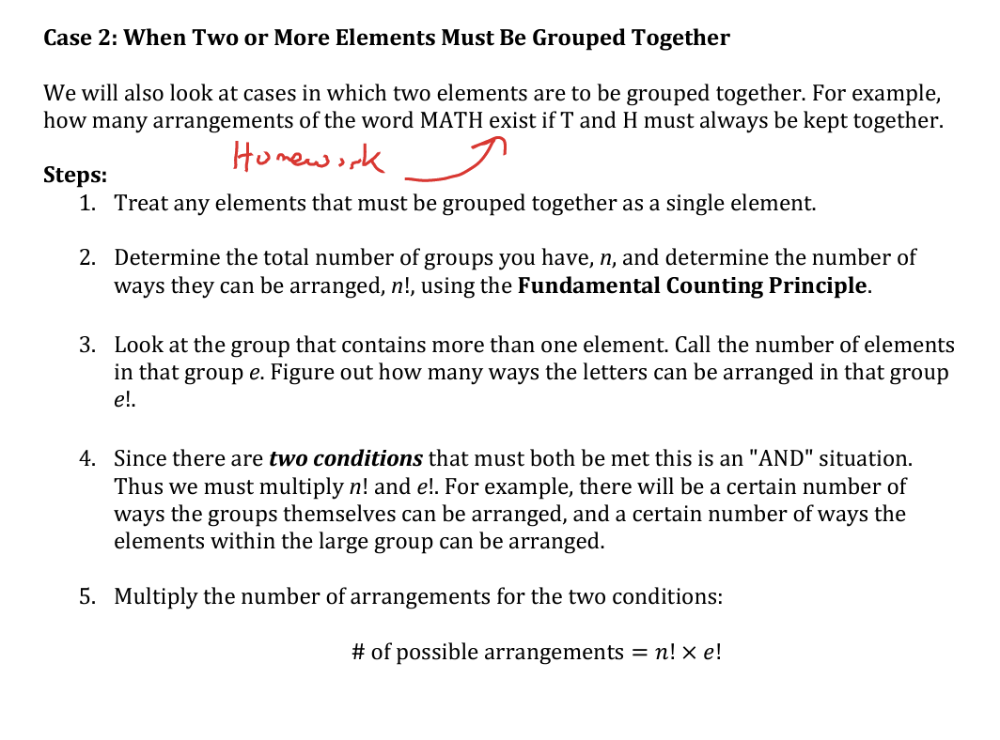 Case 2: When Two or More Elements Must Be Grouped Together
We will also look at cases in which two elements are to be grouped together. For example,
how many arrangements of the word MATH exist if T and H must always be kept together.
Homework
Steps:
1. Treat any elements that must be grouped together as a single element.
2. Determine the total number of groups you have, n, and determine the number of
ways they can be arranged, n!, using the Fundamental Counting Principle.
3. Look at the group that contains more than one element. Call the number of elements
in that group e. Figure out how many ways the letters can be arranged in that group
e!.
4. Since there are two conditions that must both be met this is an "AND" situation.
Thus we must multiply n! and e!. For example, there will be a certain number of
ways the groups themselves can be arranged, and a certain number of ways the
elements within the large group can be arranged.
5. Multiply the number of arrangements for the two conditions:
# of possible arrangements = n! × e!